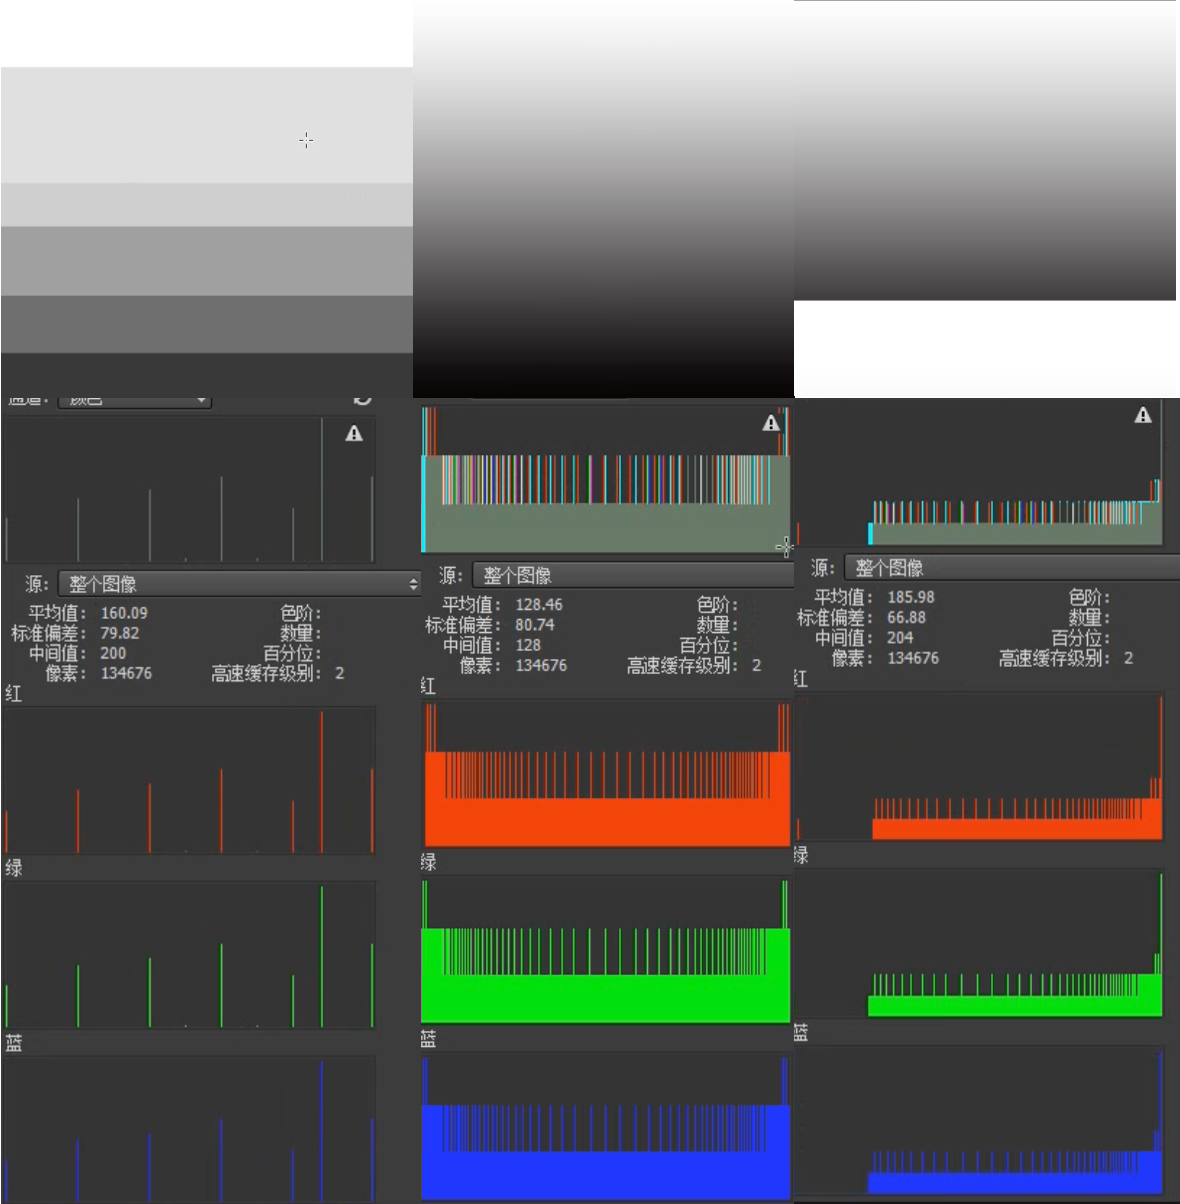 通道: 颜色
源: 整个图像
平均值: 160.09 色阶:
标准偏差: 79.82 数量:
中间值: 200 百分位:
像素: 134676 高速缓存级别: 2
红
绿
蓝
源: 整个图像
平均值: 128.46 色阶:
标准偏差: 80.74 数量:
中间值: 128 百分位:
像素: 134676 高速缓存级别: 2
红
绿
蓝
源: 整个图像
平均值: 185.98 色阶:
标准偏差: 66.88 数量:
中间值: 204 百分位:
像素: 134676 高速缓存级别: 2
红
绿
蓝